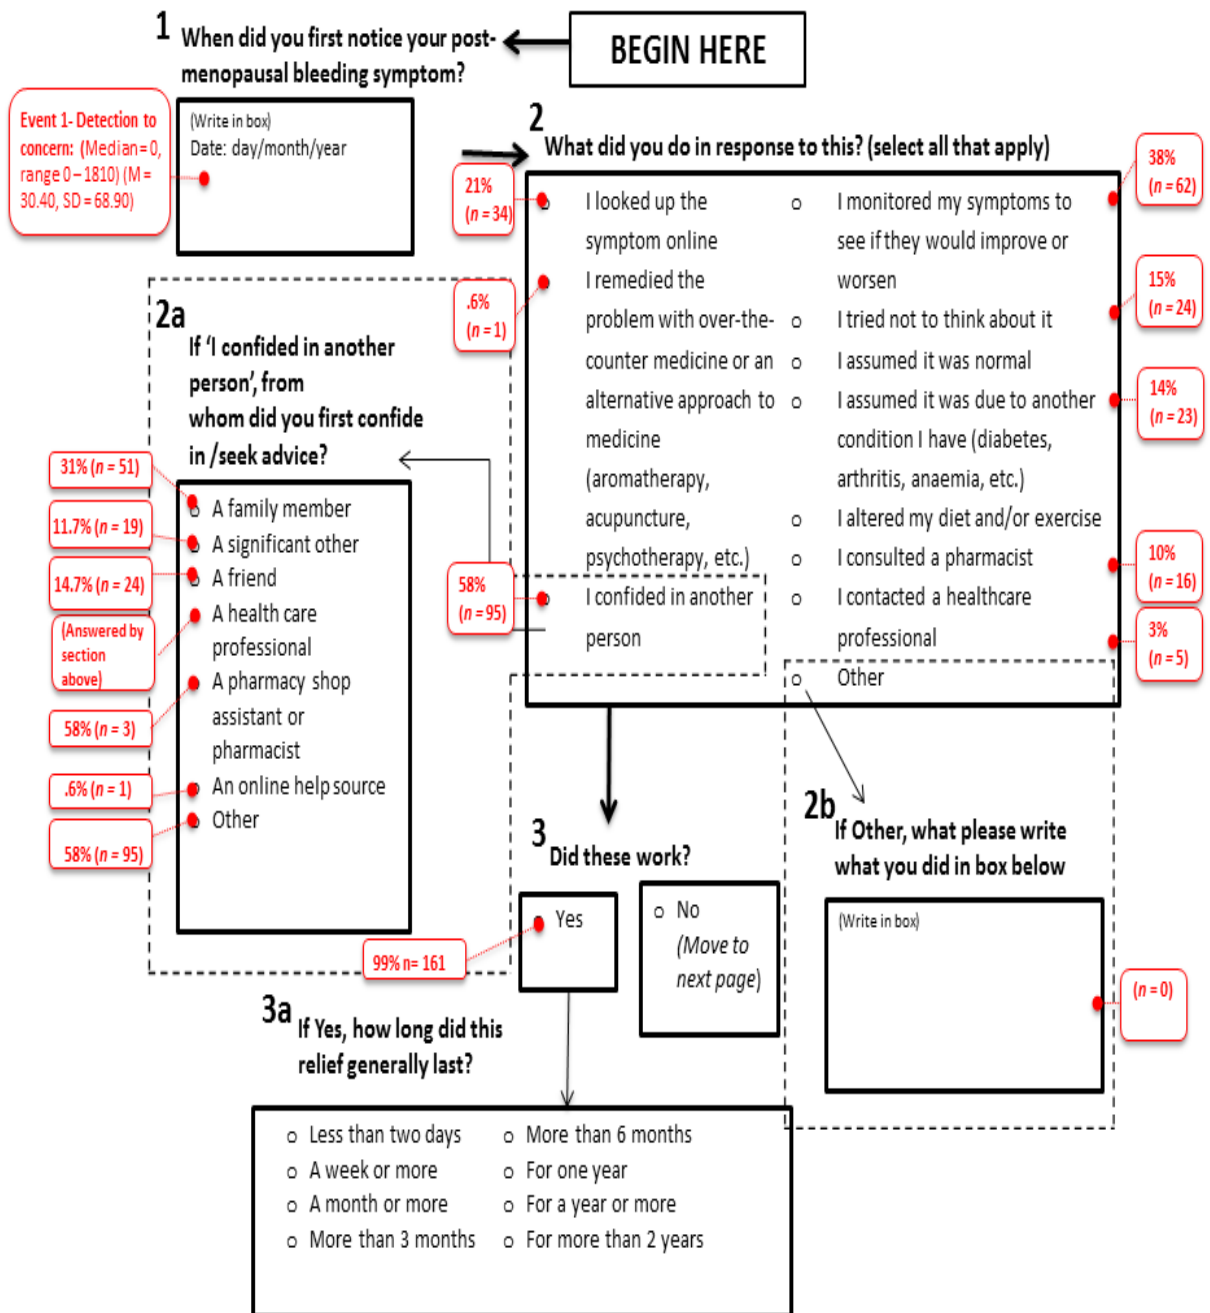 BEGIN HERE
1
When did you first notice your post-
menopausal bleeding symptom?
Event 1- Detection to
concern: (Median = 0,
range 0 – 1810) (M =
30.40, SD = 68.90)
(Write in box)
Date: day/month/year
2
What did you do in response to this? (select all that apply)
21%
(n = 34)
I looked up the
symptom online
.6%
(n = 1)
I remedied the
problem with over-the-
counter medicine or an
alternative approach to
medicine
(aromatherapy,
acupuncture,
psychotherapy, etc.)
58%
(n = 95)
I confided in another
person
I monitored my symptoms to
see if they would improve or
worsen
38%
(n = 62)
I tried not to think about it
15%
(n = 24)
I assumed it was normal
I assumed it was due to another
condition I have (diabetes,
arthritis, anaemia, etc.)
14%
(n = 23)
I altered my diet and/or exercise
I consulted a pharmacist
10%
(n = 16)
I contacted a healthcare
professional
3%
(n = 5)
Other
2a
If ‘I confided in another
person’, from
whom did you first confide
in /seek advice?
31% (n = 51)
A family member
11.7% (n = 19)
A significant other
14.7% (n = 24)
A friend
(Answered by
section
above)
A health care
professional
58% (n = 3)
A pharmacy shop
assistant or
pharmacist
.6% (n = 1)
An online help source
58% (n = 95)
Other
2b
If Other, what please write
what you did in box below
(Write in box)
(n = 0)
3
Did these work?
Yes
99% n= 161
No
(Move to
next page)
3a
If Yes, how long did this
relief generally last?
Less than two days
A week or more
A month or more
More than 3 months
More than 6 months
For one year
For a year or more
For more than 2 years